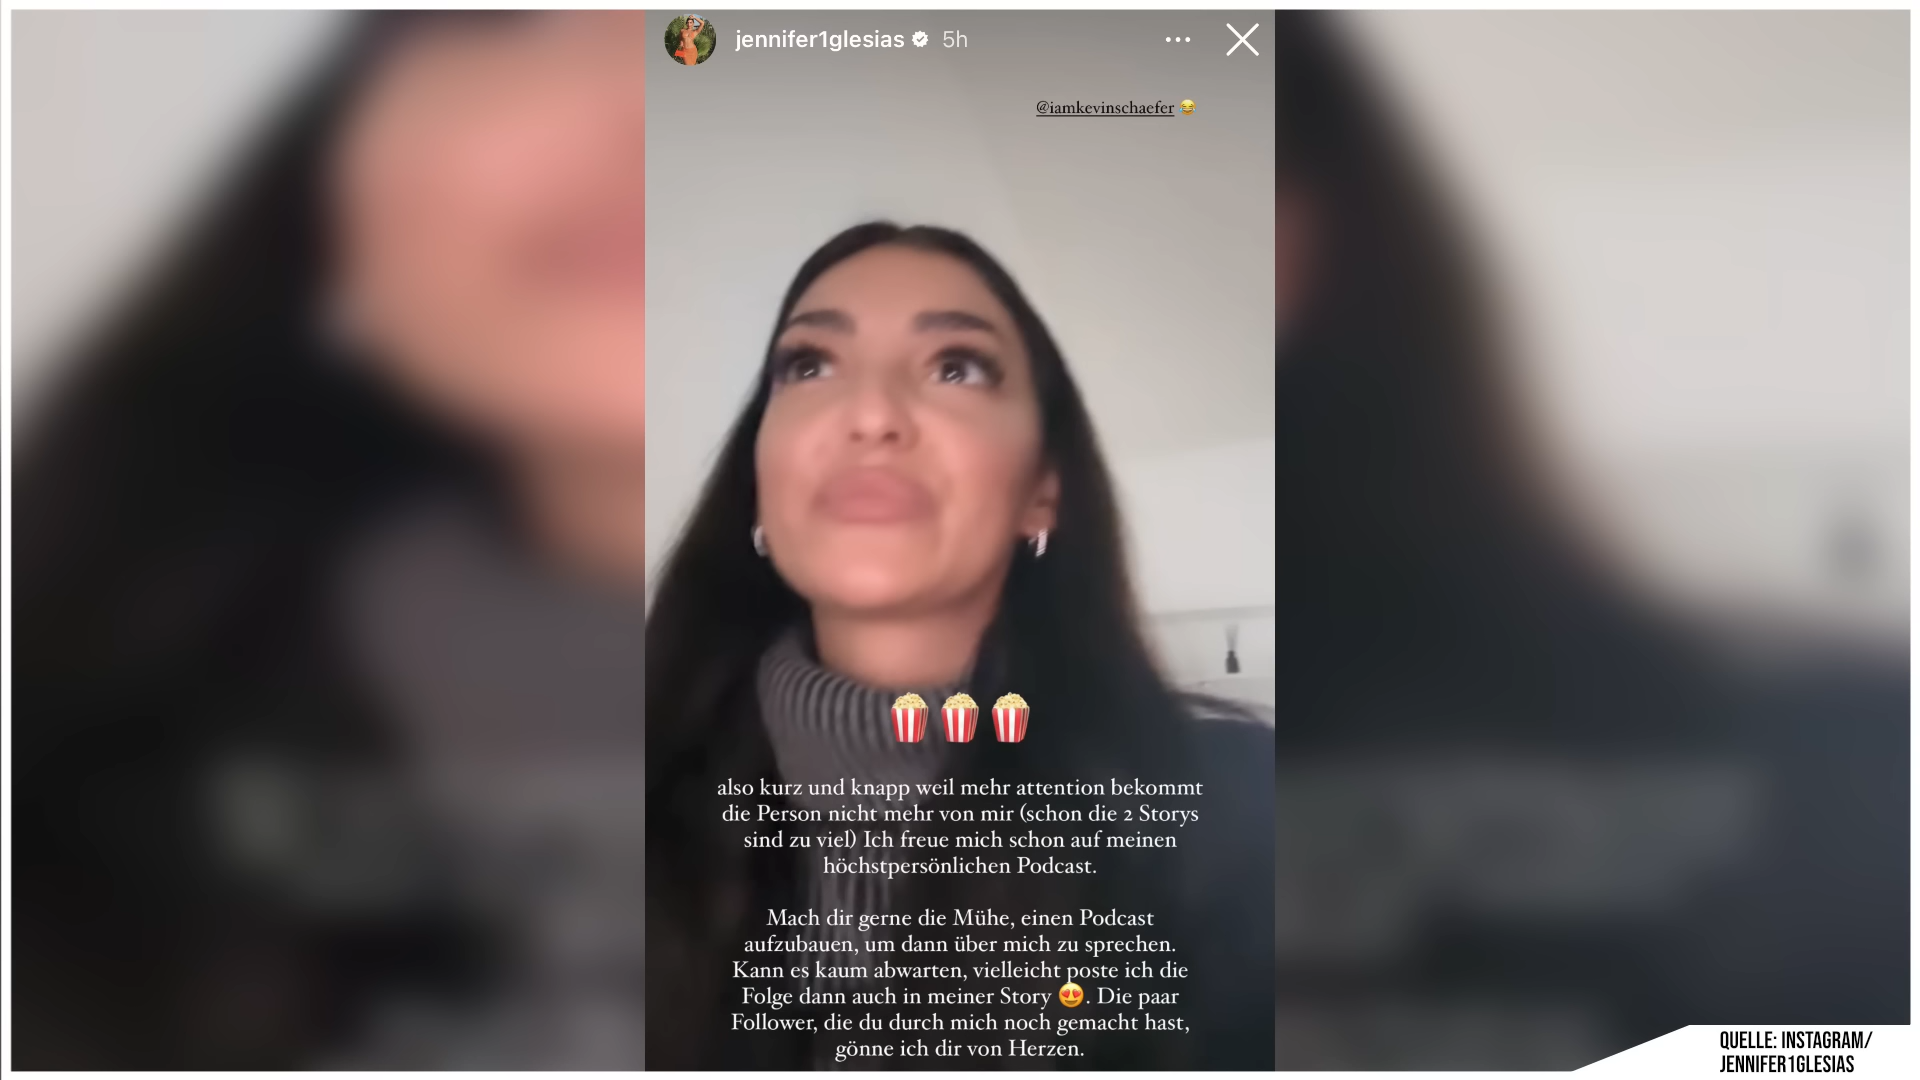 jennifer1glesias 5h
@iamkevinschaefer 😂
🍿🍿🍿
also kurz und knapp weil mehr attention bekommt
die Person nicht mehr von mir (schon die 2 Storys
sind zu viel) Ich freue mich schon auf meinen
höchstpersönlichen Podcast.
Mach dir gerne die Mühe, einen Podcast
aufzubauen, um dann über mich zu sprechen.
Kann es kaum abwarten, vielleicht poste ich die
Folge dann auch in meiner Story 😍. Die paar
Follower, die du durch mich noch gemacht hast,
gönne ich dir von Herzen.
QUELLE: INSTAGRAM/
JENNIFER1GLESIAS